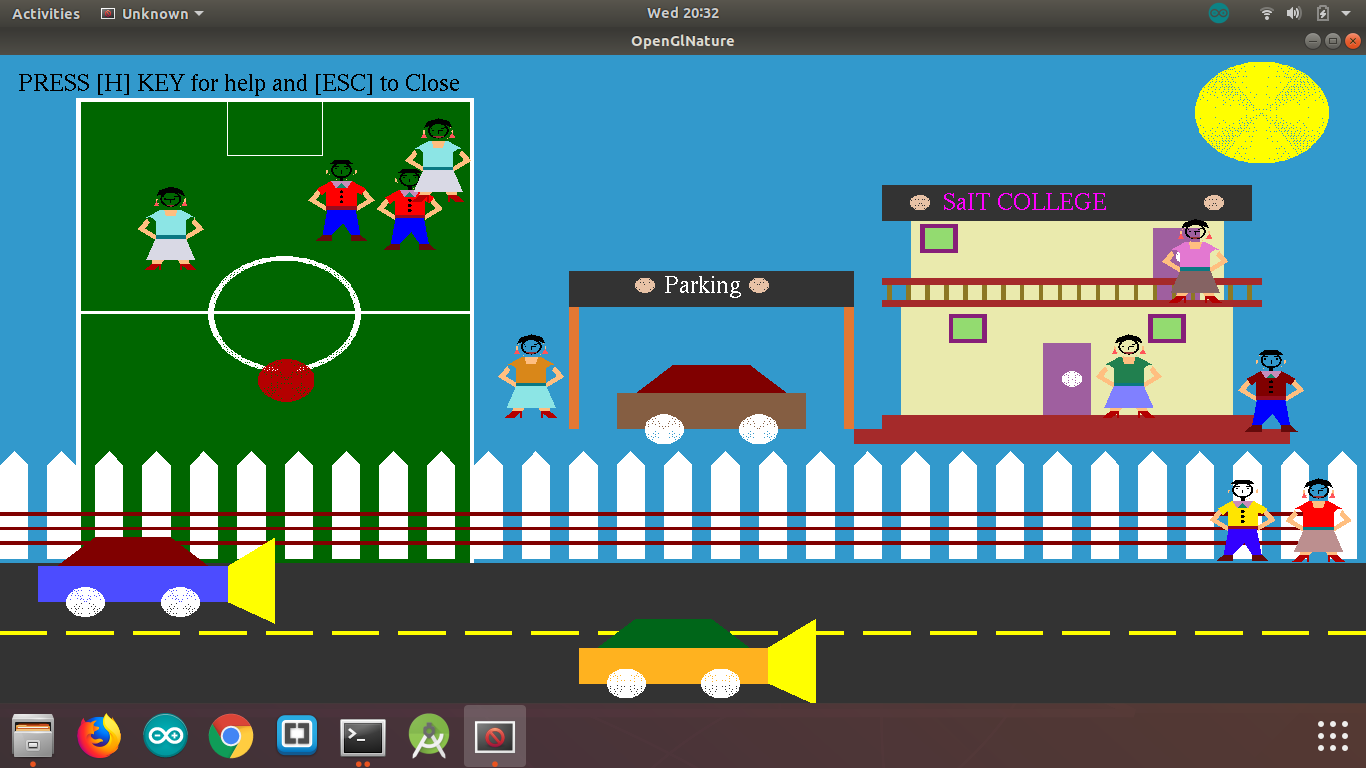 Activities Unknown Wed 20:32
OpenGlNature
PRESS [H] KEY for help and [ESC] to Close
SaIT COLLEGE
Parking